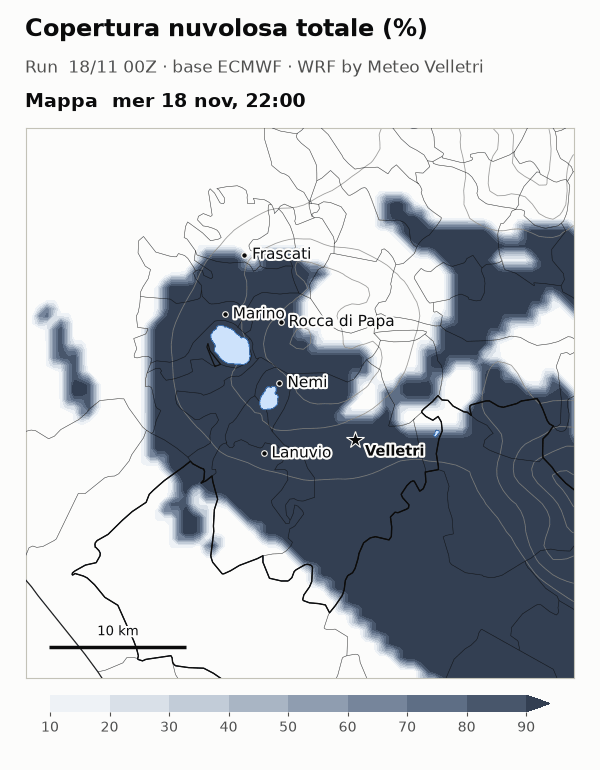 Copertura nuvolosa totale (%)
Run 18/11 00Z · base ECMWF · WRF by Meteo Velletri
Mappa mer 18 nov, 22:00
Frascati
Marino
Rocca di Papa
Nemi
Velletri
Lanuvio
10 km
10 20 30 40 50 60 70 80 90